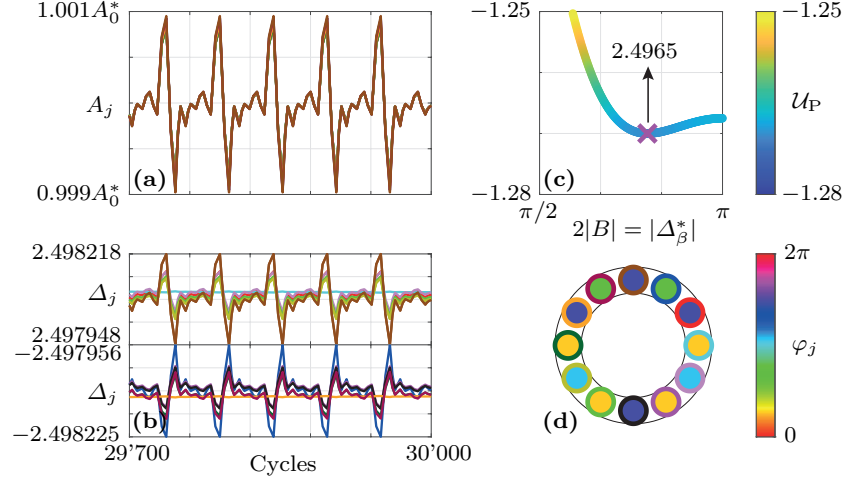 1.001A*0
Aj
0.999A*0
(a)
2.498218
Δj
2.497948
−2.497956
Δj
−2.498225
(b)
29'700
Cycles
30'000
−1.25
2.4965
−1.28
(c)
π/2
π
2|B| = |Δ*β|
−1.25
UP
−1.28
(d)
2π
φj
0